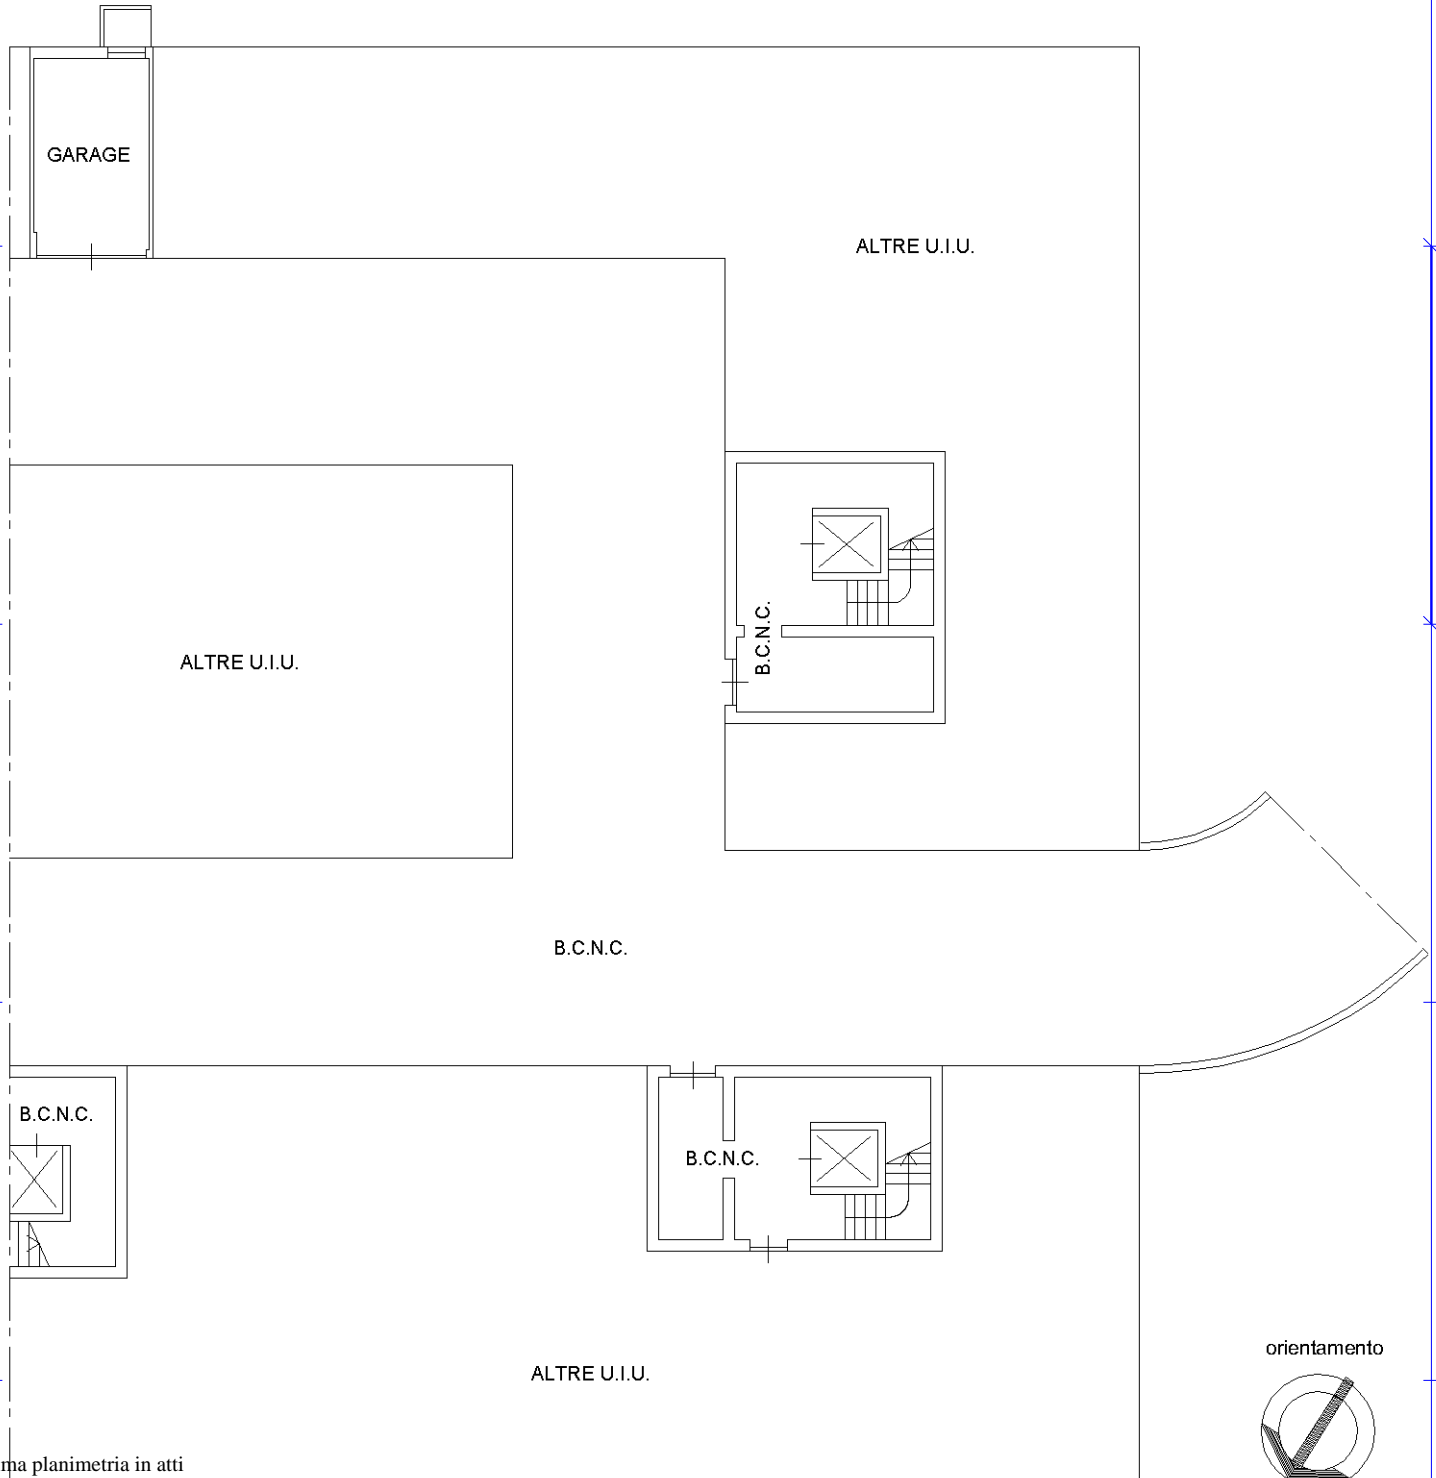 GARAGE
ALTRE U.I.U.
B.C.N.C.
ALTRE U.I.U.
B.C.N.C.
B.C.N.C.
B.C.N.C.
ALTRE U.I.U.
orientamento
ma planimetria in atti